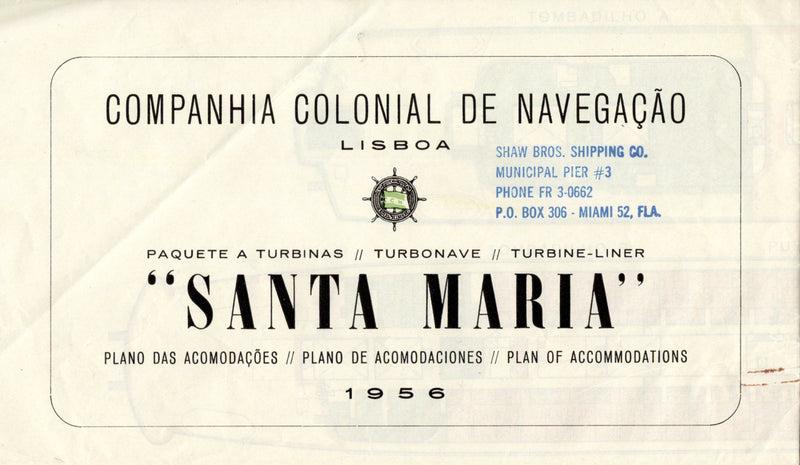 TOMBADILHO A
COMPANHIA COLONIAL DE NAVEGAÇÃO
LISBOA
SHAW BROS. SHIPPING CO.
MUNICIPAL PIER #3
PHONE FR 3-0662
P.O. BOX 306 - MIAMI 52, FLA.
PAQUETE A TURBINAS // TURBONAVE // TURBINE-LINER
"SANTA MARIA"
PLANO DAS ACOMODAÇÕES // PLANO DE ACOMODACIONES // PLAN OF ACCOMMODATIONS
1956